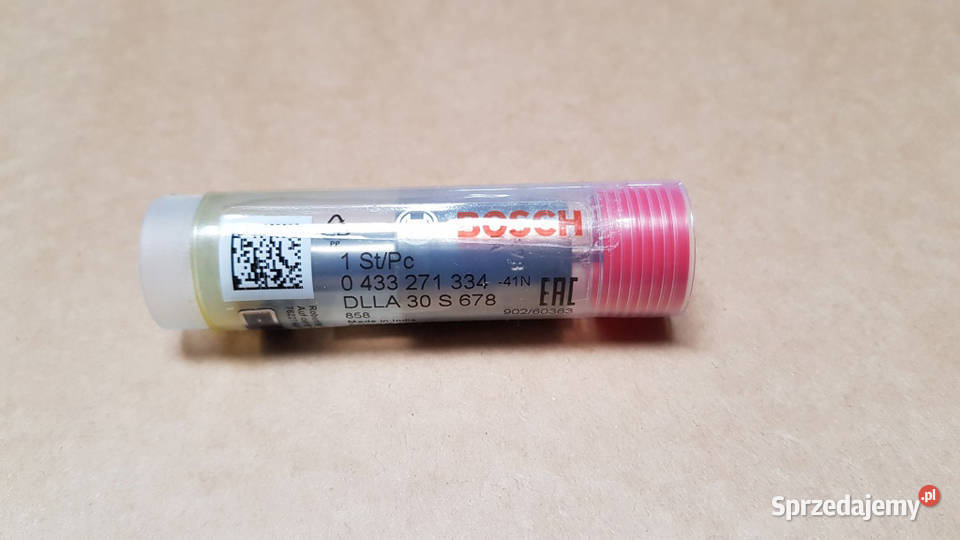 PP
BOSCH
1 St/Pc
0 433 271 334 -41N
DLLA 30 S 678
EAC
858
902/60363
Made in India
Sprzedajemy.pl